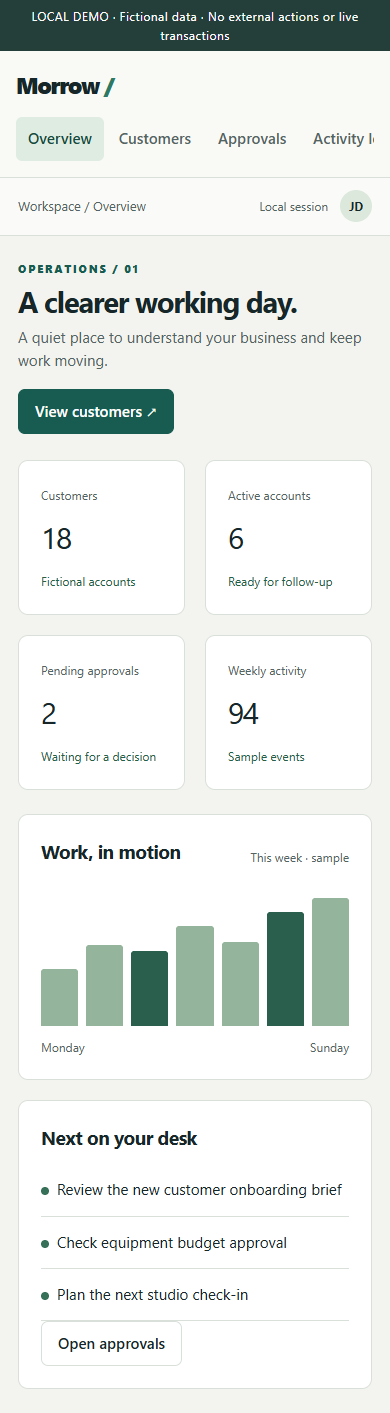 LOCAL DEMO · Fictional data · No external actions or live
transactions
Morrow /
Overview Customers Approvals Activity
Workspace / Overview Local session JD
OPERATIONS / 01
A clearer working day.
A quiet place to understand your business and keep
work moving.
View customers ↗
Customers Active accounts
18 6
Fictional accounts Ready for follow-up
Pending approvals Weekly activity
2 94
Waiting for a decision Sample events
Work, in motion This week · sample
Monday Sunday
Next on your desk
Review the new customer onboarding brief
Check equipment budget approval
Plan the next studio check-in
Open approvals